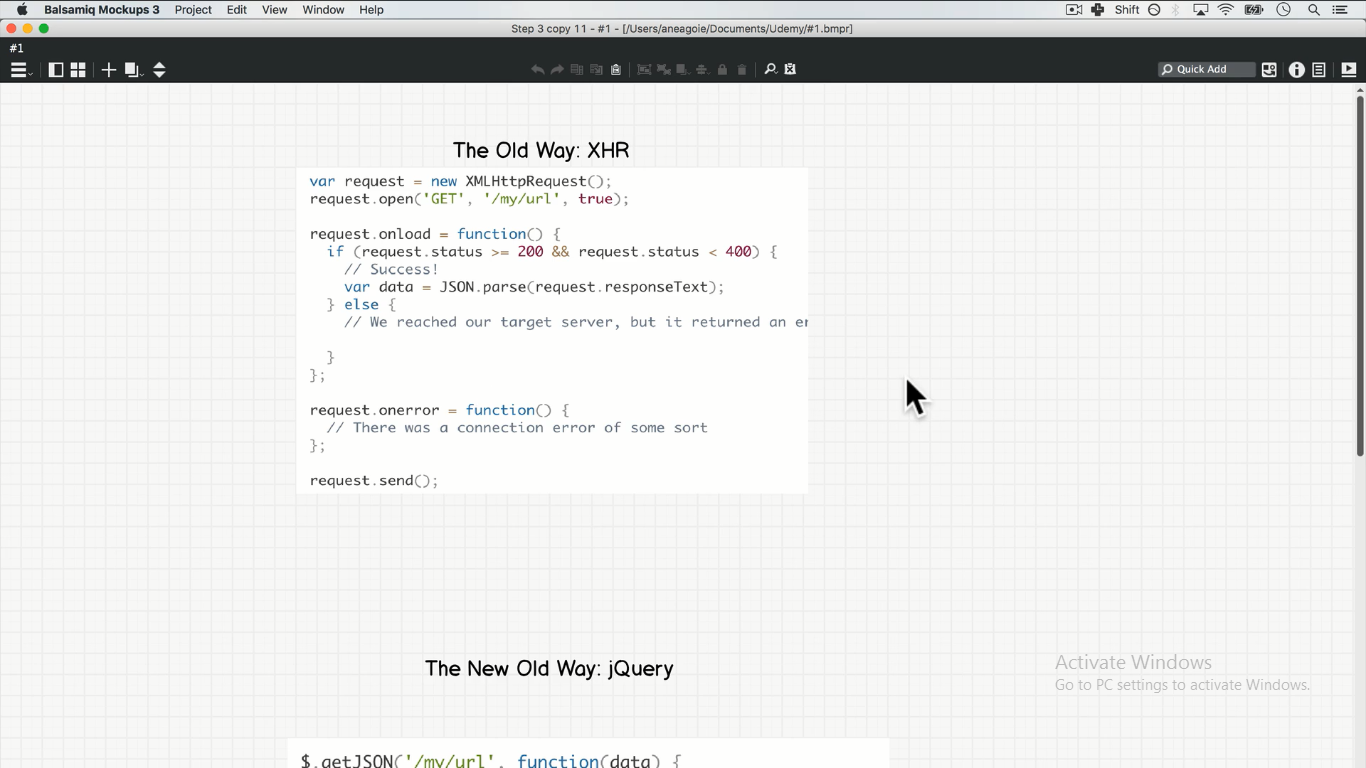 Balsamiq Mockups 3 Project Edit View Window Help Shift
Step 3 copy 11 - #1 - [/Users/aneagoie/Documents/Udemy/#1.bmpr]
#1
Quick Add
The Old Way: XHR
var request = new XMLHttpRequest();
request.open('GET', '/my/url', true);
request.onload = function() {
if (request.status >= 200 && request.status < 400) {
// Success!
var data = JSON.parse(request.responseText);
} else {
// We reached our target server, but it returned an er
}
};
request.onerror = function() {
// There was a connection error of some sort
};
request.send();
The New Old Way: jQuery
Activate Windows
Go to PC settings to activate Windows.
$.getJSON('/my/url', function(data) {